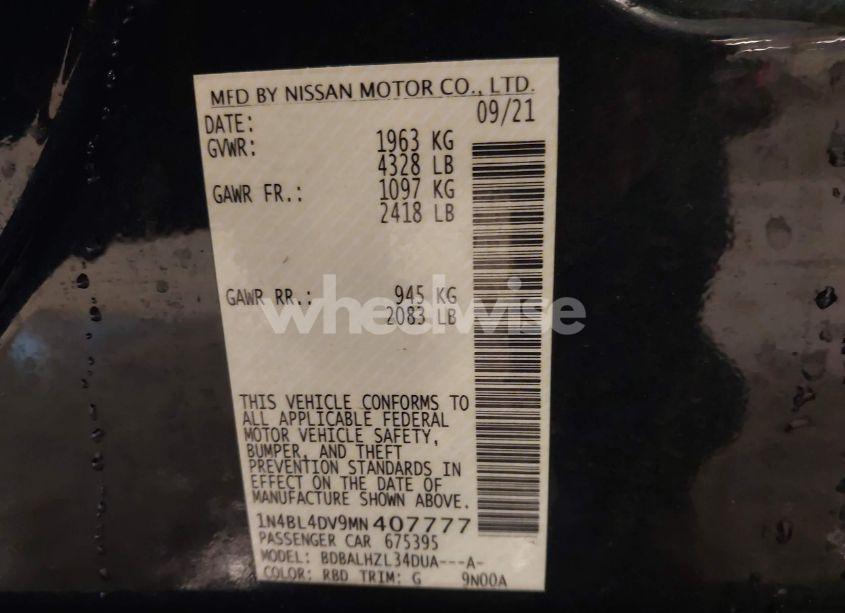 MFD BY NISSAN MOTOR CO., LTD.
DATE: 09/21
GVWR: 1963 KG
4328 LB
GAWR FR.: 1097 KG
2418 LB
GAWR RR.: 945 KG
2083 LB
wheelwise
THIS VEHICLE CONFORMS TO
ALL APPLICABLE FEDERAL
MOTOR VEHICLE SAFETY,
BUMPER, AND THEFT
PREVENTION STANDARDS IN
EFFECT ON THE DATE OF
MANUFACTURE SHOWN ABOVE.
1N4BL4DV9MN407777
PASSENGER CAR 675395
MODEL: BDBALHZL34DUA---A-
COLOR: RBD TRIM: G 9N00A